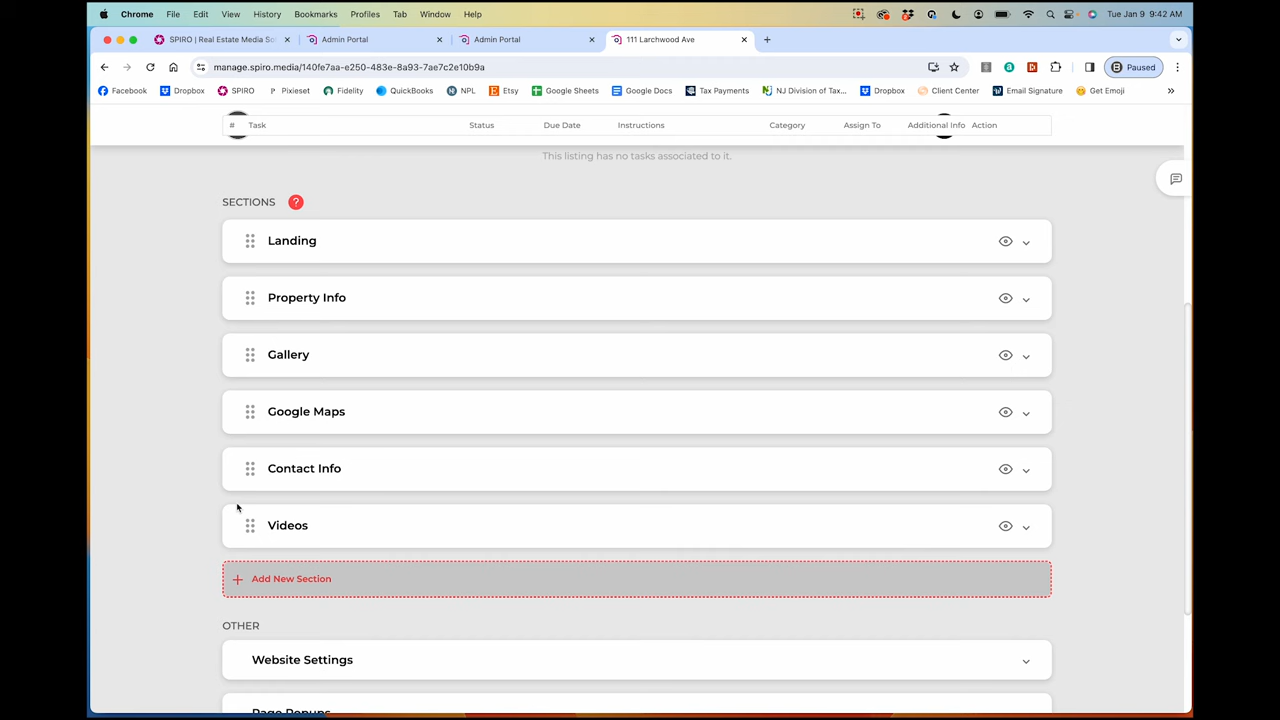 Chrome File Edit View History Bookmarks Profiles Tab Window Help Tue Jan 9 9:42 AM
SPIRO | Real Estate Media So Admin Portal Admin Portal 111 Larchwood Ave
manage.spiro.media/140fe7aa-e250-483e-8a93-7ae7c2e10b9a Paused
Facebook Dropbox SPIRO Pixieset Fidelity QuickBooks NPL Etsy Google Sheets Google Docs Tax Payments NJ Division of Tax... Dropbox Client Center Email Signature Get Emoji
# Task Status Due Date Instructions Category Assign To Additional Info Action
This listing has no tasks associated to it.
SECTIONS ?
Landing
Property Info
Gallery
Google Maps
Contact Info
Videos
+ Add New Section
OTHER
Website Settings
Page Popups